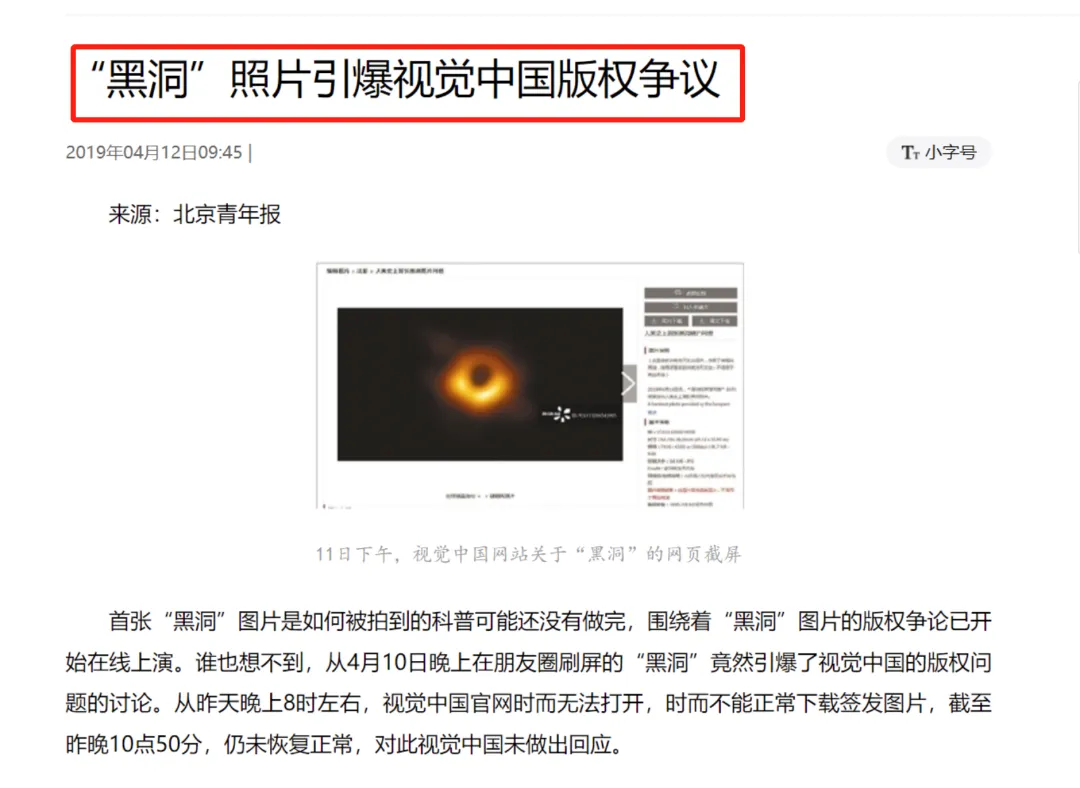 “黑洞”照片引爆视觉中国版权争议
2019年04月12日09:45 |
TT 小字号
来源：北京青年报
11日下午，视觉中国网站关于“黑洞”的网页截屏
首张“黑洞”图片是如何被拍到的科普可能还没有做完，围绕着“黑洞”图片的版权争论已开
始在线上演。谁也想不到，从4月10日晚上在朋友圈刷屏的“黑洞”竟然引爆了视觉中国的版权问
题的讨论。从昨天晚上8时左右，视觉中国官网时而无法打开，时而不能正常下载签发图片，截至
昨晚10点50分，仍未恢复正常，对此视觉中国未做出回应。